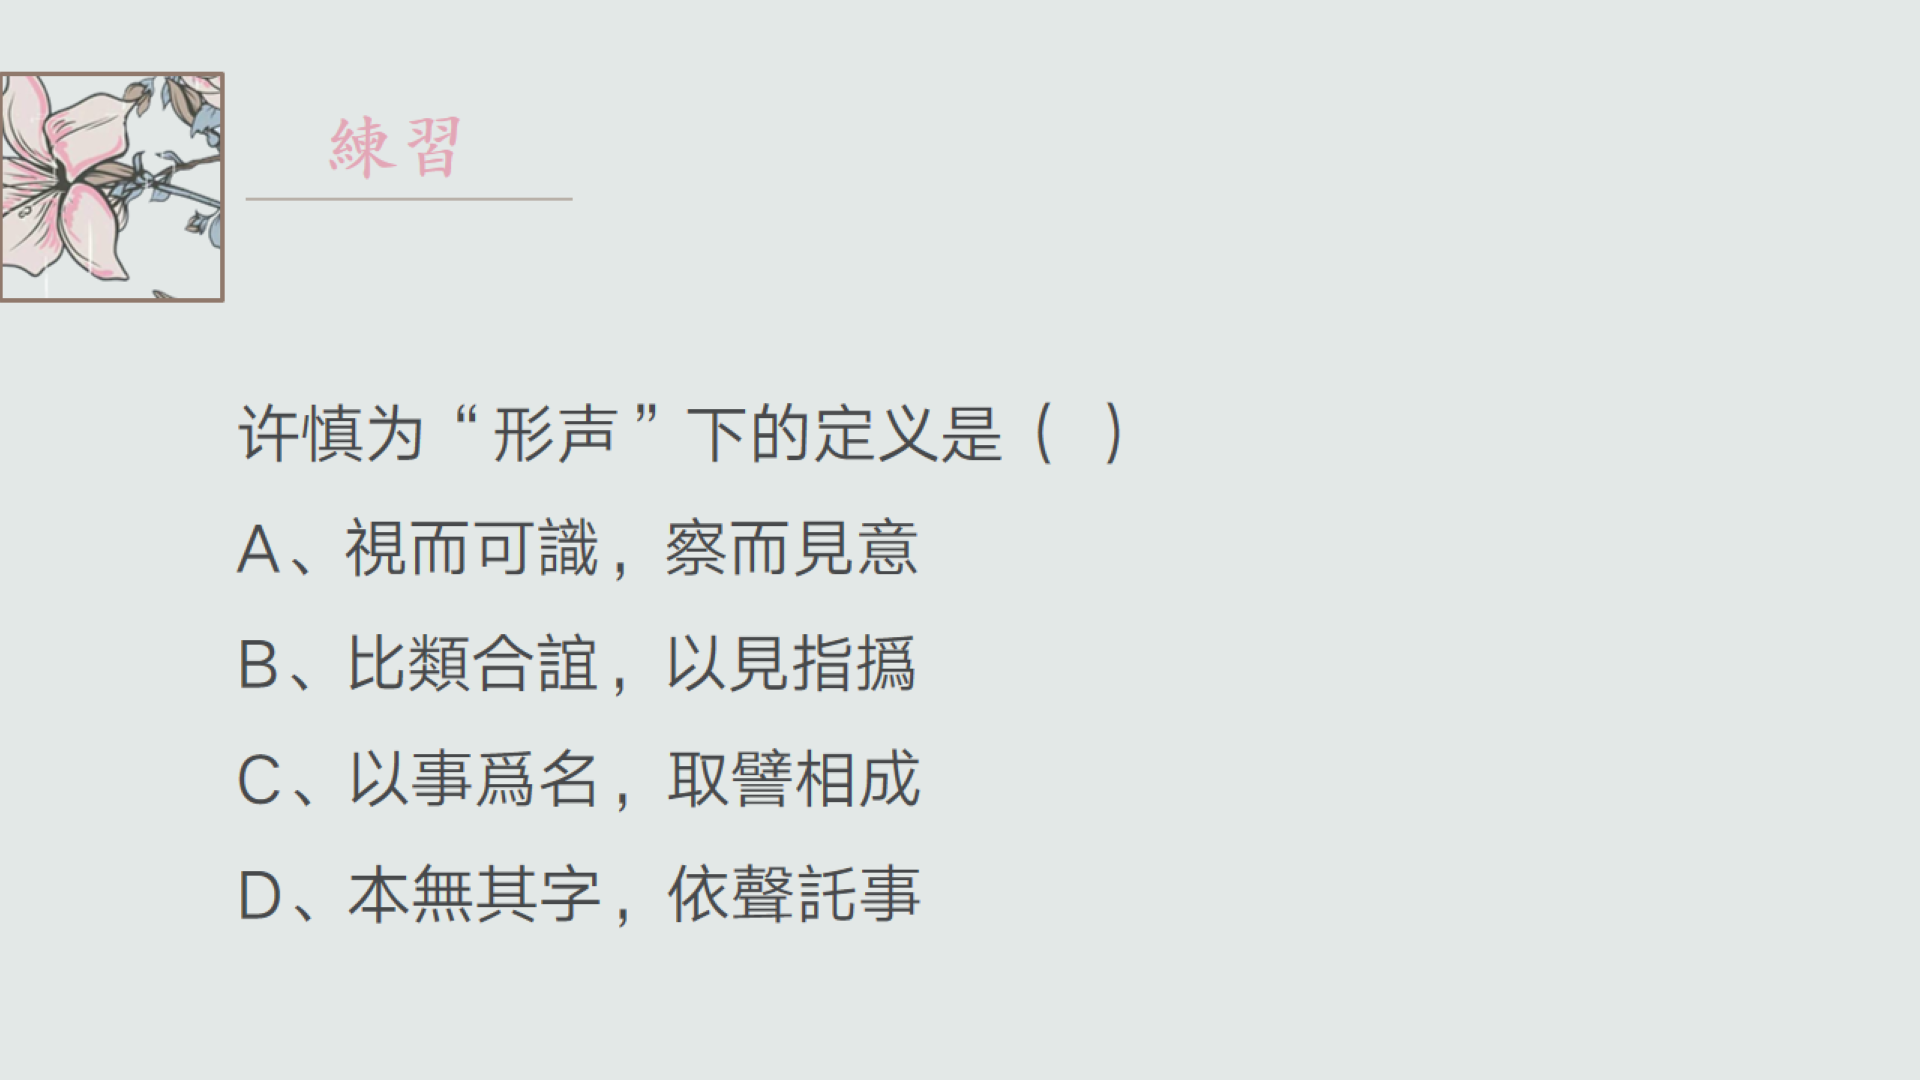 練習
许慎为“形声”下的定义是（ ）
A、視而可識，察而見意
B、比類合誼，以見指撝
C、以事爲名，取譬相成
D、本無其字，依聲託事